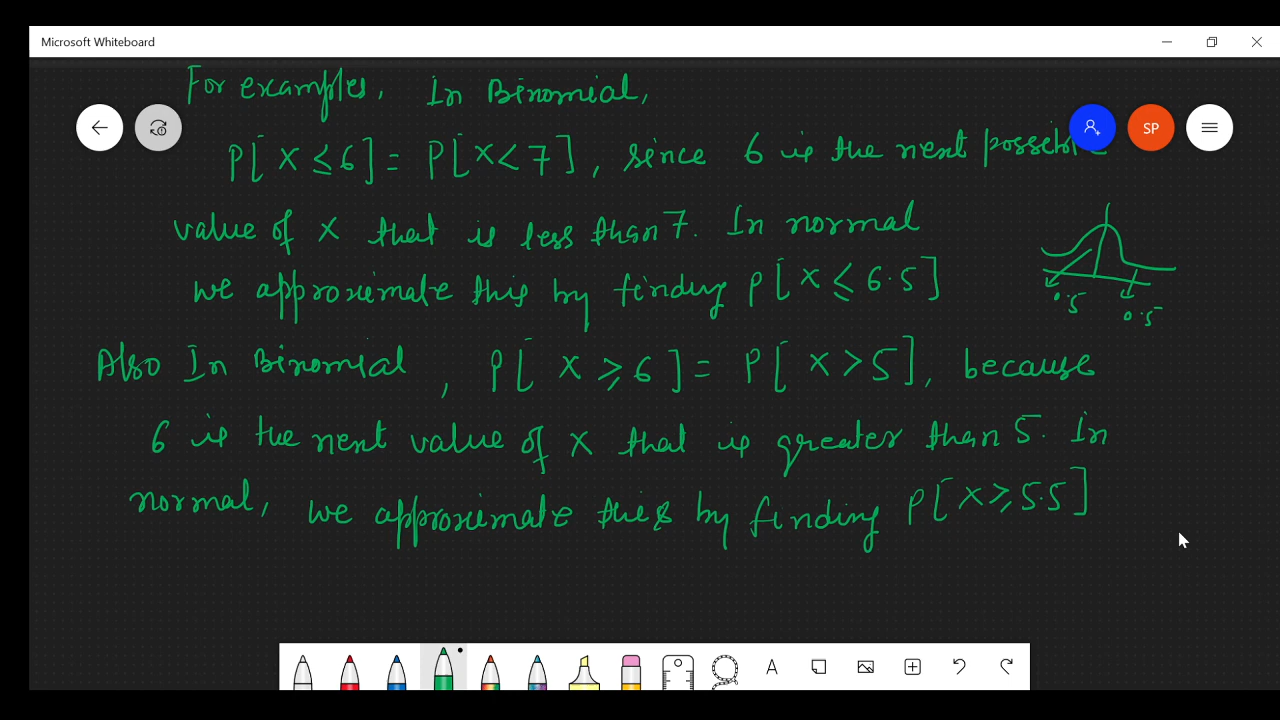 Microsoft Whiteboard
For examples, In Binomial,
SP
P[X ≤ 6] = P[X < 7], since 6 is the next possible
value of X that is less than 7. In normal
we approximate this by finding P[X ≤ 6.5]
0.5
0.5
Also In Binomial, P[X ≥ 6] = P[X > 5], because
6 is the next value of X that is greater than 5. In
normal, we approximate this by finding P[X ≥ 5.5]
A